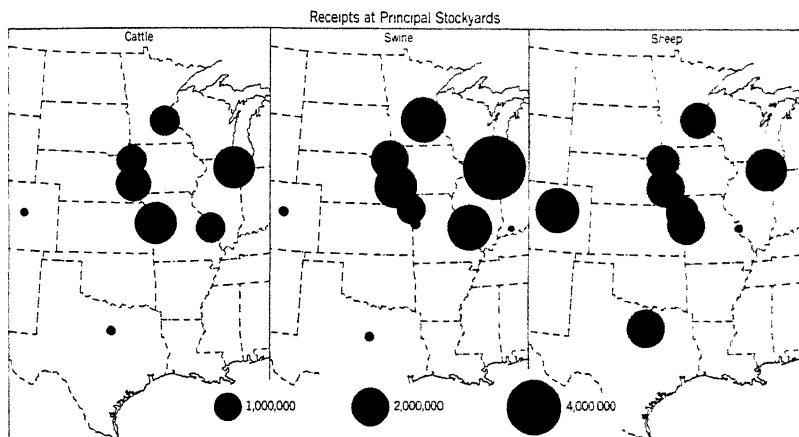 Receipts at Principal Stockyards
Cattle
Swine
Sheep
1,000,000
2,000,000
4,000,000